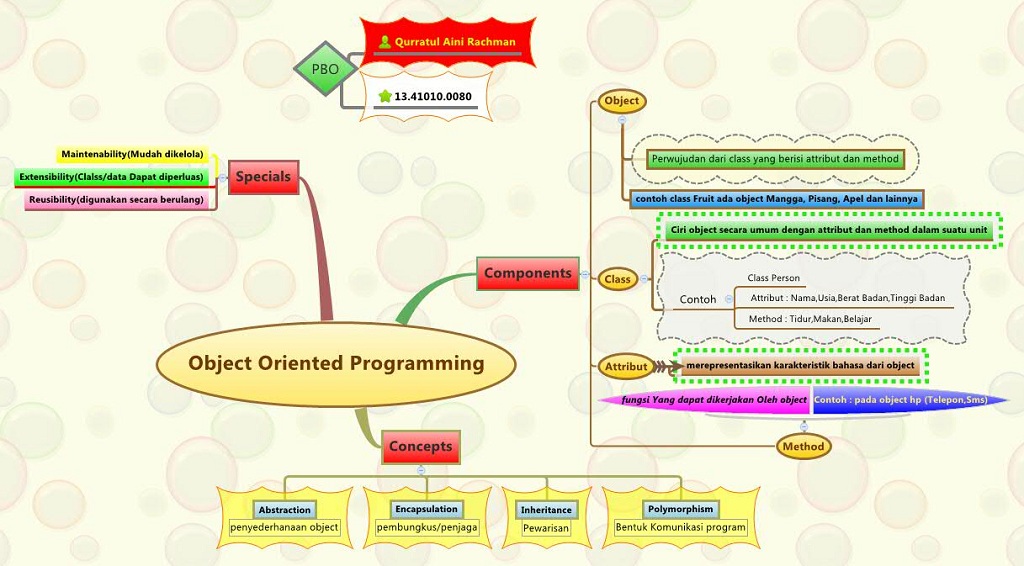 PBO
Qurratul Aini Rachman
13.41010.0080
Object Oriented Programming
Specials
Maintenability(Mudah dikelola)
Extensibility(Clalss/data Dapat diperluas)
Reusibility(digunakan secara berulang)
Components
Object
Perwujudan dari class yang berisi attribut dan method
contoh class Fruit ada object Mangga, Pisang, Apel dan lainnya
Class
Ciri object secara umum dengan attribut dan method dalam suatu unit
Contoh
Class Person
Attribut : Nama,Usia,Berat Badan,Tinggi Badan
Method : Tidur,Makan,Belajar
Attribut
merepresentasikan karakteristik bahasa dari object
fungsi Yang dapat dikerjakan Oleh object
Contoh : pada object hp (Telepon,Sms)
Method
Concepts
Abstraction
penyederhanaan object
Encapsulation
pembungkus/penjaga
Inheritance
Pewarisan
Polymorphism
Bentuk Komunikasi program